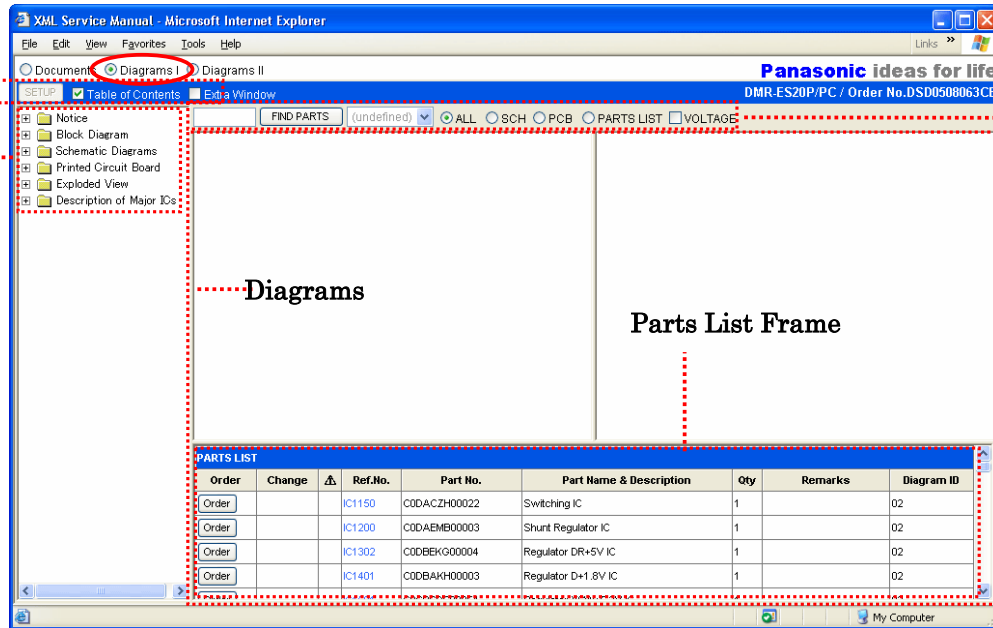 XML Service Manual - Microsoft Internet Explorer
File Edit View Favorites Tools Help Links »
Documents Diagrams I Diagrams II Panasonic ideas for life
SETUP Table of Contents Extra Window DMR-ES20P/PC / Order No.DSD0508063CE
FIND PARTS (undefined) ALL SCH PCB PARTS LIST VOLTAGE
Notice
Block Diagram
Schematic Diagrams
Printed Circuit Board
Exploded View
Description of Major ICs
Diagrams
Parts List Frame
PARTS LIST
Order Change Ref.No. Part No. Part Name & Description Qty Remarks Diagram ID
Order IC1150 C0DACZH00022 Switching IC 1 02
Order IC1200 C0DAEMB00003 Shunt Regulator IC 1 02
Order IC1302 C0DBEKG00004 Regulator DR+5V IC 1 02
Order IC1401 C0DBAKH00003 Regulator D+1.8V IC 1 02
My Computer